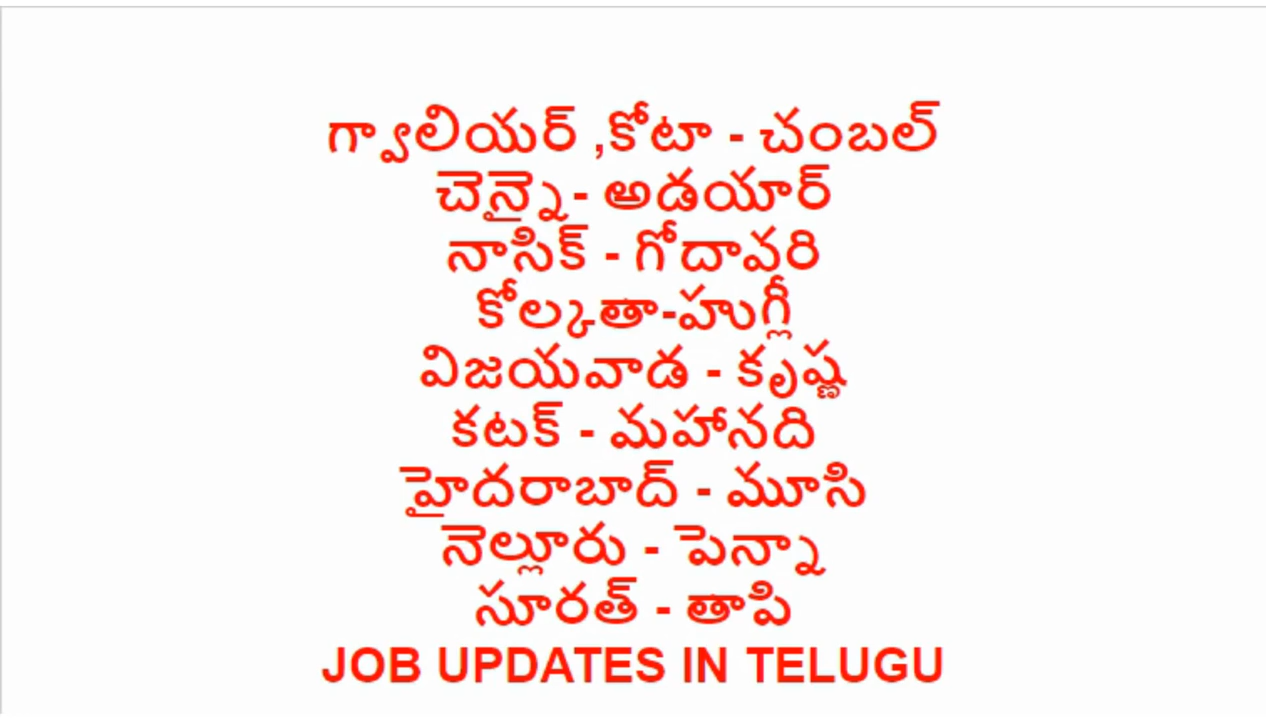 గ్వాలియర్ ,కోటా - చంబల్
చెన్నై- అడయార్
నాసిక్ - గోదావరి
కోల్కతా-హుగ్లీ
విజయవాడ - కృష్ణ
కటక్ - మహానది
హైదరాబాద్ - మూసి
నెల్లూరు - పెన్నా
సూరత్ - తాపి
JOB UPDATES IN TELUGU